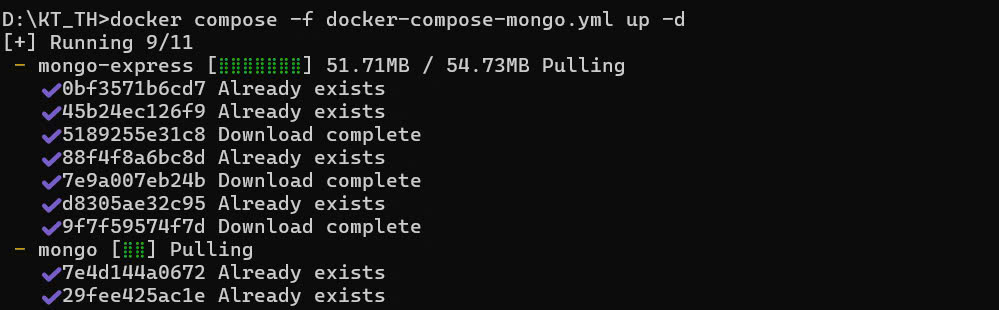 D:\KT_TH>docker compose -f docker-compose-mongo.yml up -d
[+] Running 9/11
- mongo-express [⣿⣿⣿⣿⣿⣿⣿] 51.71MB / 54.73MB Pulling
✔0bf3571b6cd7 Already exists
✔45b24ec126f9 Already exists
✔5189255e31c8 Download complete
✔88f4f8a6bc8d Already exists
✔7e9a007eb24b Download complete
✔d8305ae32c95 Already exists
✔9f7f59574f7d Download complete
- mongo [⣿⣿] Pulling
✔7e4d144a0672 Already exists
✔29fee425ac1e Already exists